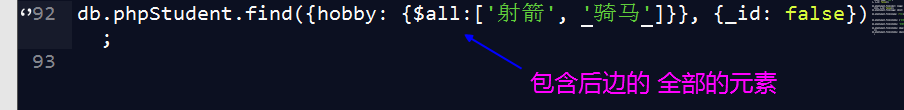 92 db.phpStudent.find({hobby: {$all:['射箭', '骑马']}}, {_id: false})
;
93
包含后边的 全部的元素